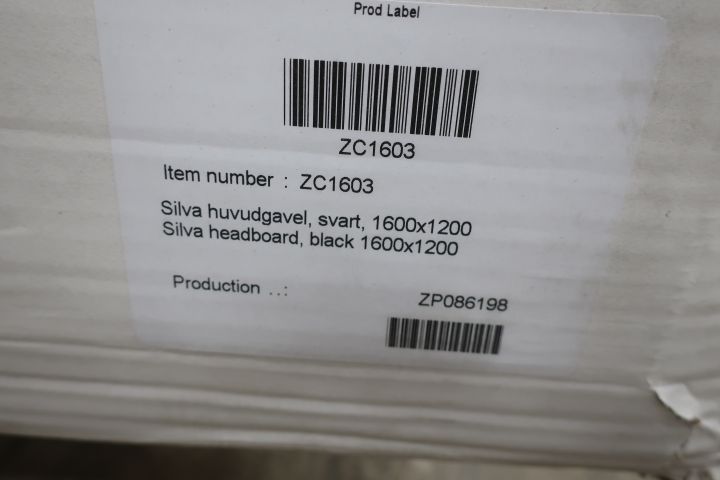 Prod Label
ZC1603
Item number : ZC1603
Silva huvudgavel, svart, 1600x1200
Silva headboard, black 1600x1200
Production ..: ZP086198